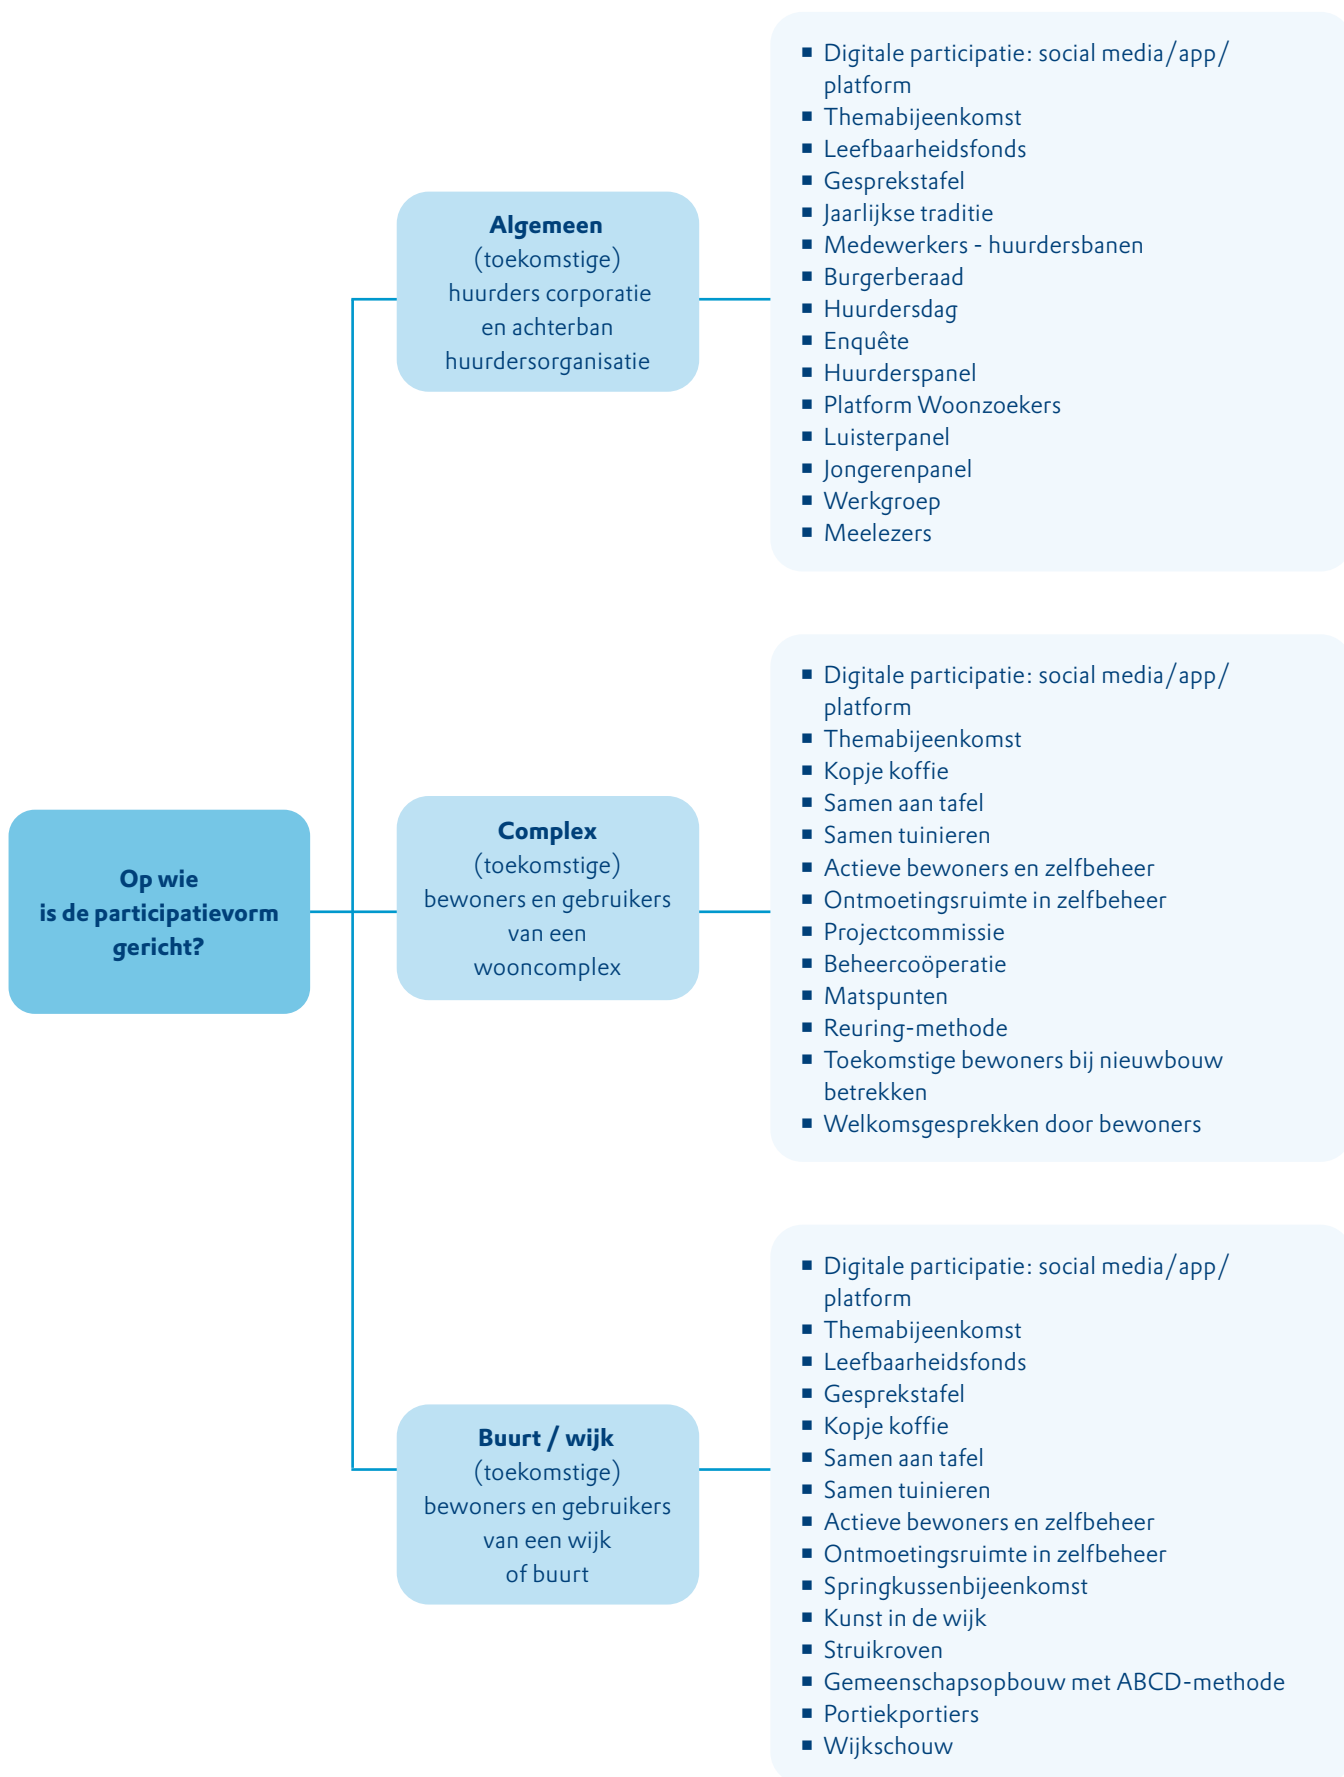 Op wie
is de participatievorm
gericht?
Algemeen
(toekomstige)
huurders corporatie
en achterban
huurdersorganisatie
▪ Digitale participatie: social media/app/
platform
▪ Themabijeenkomst
▪ Leefbaarheidsfonds
▪ Gesprekstafel
▪ Jaarlijkse traditie
▪ Medewerkers - huurdersbanen
▪ Burgerberaad
▪ Huurdersdag
▪ Enquête
▪ Huurderspanel
▪ Platform Woonzoekers
▪ Luisterpanel
▪ Jongerenpanel
▪ Werkgroep
▪ Meelezers
Complex
(toekomstige)
bewoners en gebruikers
van een
wooncomplex
▪ Digitale participatie: social media/app/
platform
▪ Themabijeenkomst
▪ Kopje koffie
▪ Samen aan tafel
▪ Samen tuinieren
▪ Actieve bewoners en zelfbeheer
▪ Ontmoetingsruimte in zelfbeheer
▪ Projectcommissie
▪ Beheercoöperatie
▪ Matspunten
▪ Reuring-methode
▪ Toekomstige bewoners bij nieuwbouw
betrekken
▪ Welkomsgesprekken door bewoners
Buurt / wijk
(toekomstige)
bewoners en gebruikers
van een wijk
of buurt
▪ Digitale participatie: social media/app/
platform
▪ Themabijeenkomst
▪ Leefbaarheidsfonds
▪ Gesprekstafel
▪ Kopje koffie
▪ Samen aan tafel
▪ Samen tuinieren
▪ Actieve bewoners en zelfbeheer
▪ Ontmoetingsruimte in zelfbeheer
▪ Springkussenbijeenkomst
▪ Kunst in de wijk
▪ Struikroven
▪ Gemeenschapsopbouw met ABCD-methode
▪ Portiekportiers
▪ Wijkschouw